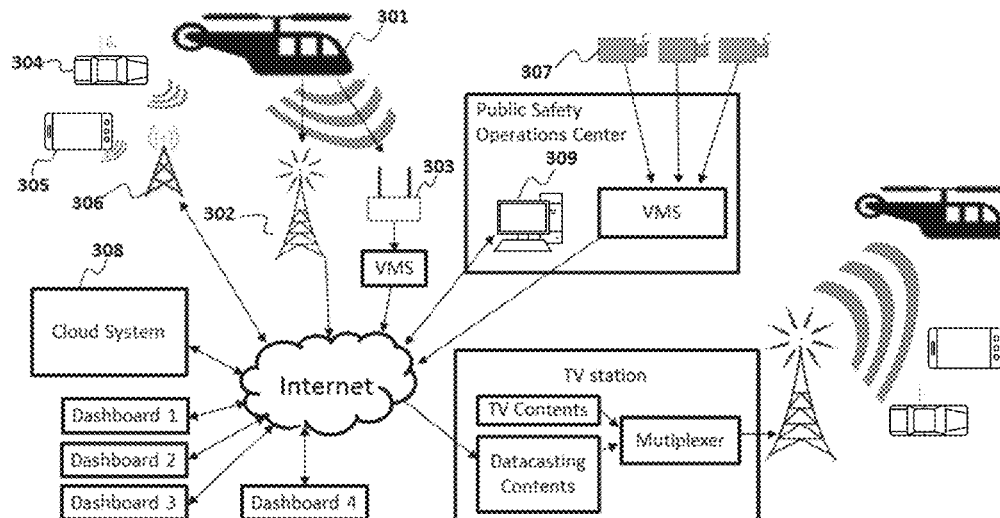 301
304
307
Public Safety
Operations Center
309
305
303
306
302
VMS
VMS
308
Cloud System
Internet
TV station
TV Contents
Mutiplexer
Datacasting
Contents
Dashboard 1
Dashboard 2
Dashboard 3
Dashboard 4